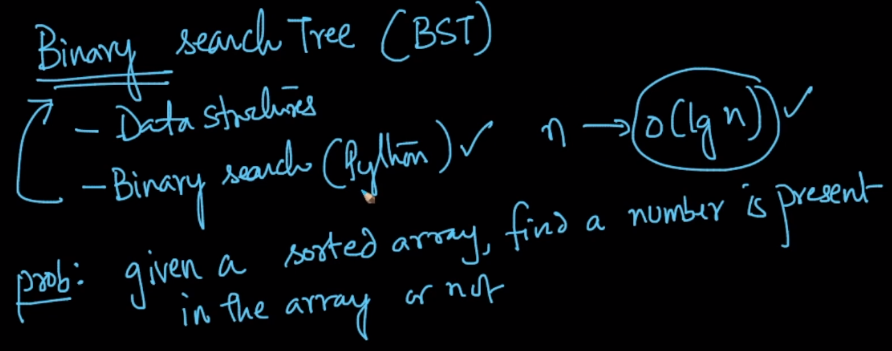 Binary search Tree (BST)
- Data structures
- Binary search (Python) ✓ n → O(lg n) ✓
prob: given a sorted array, find a number is present
in the array or not